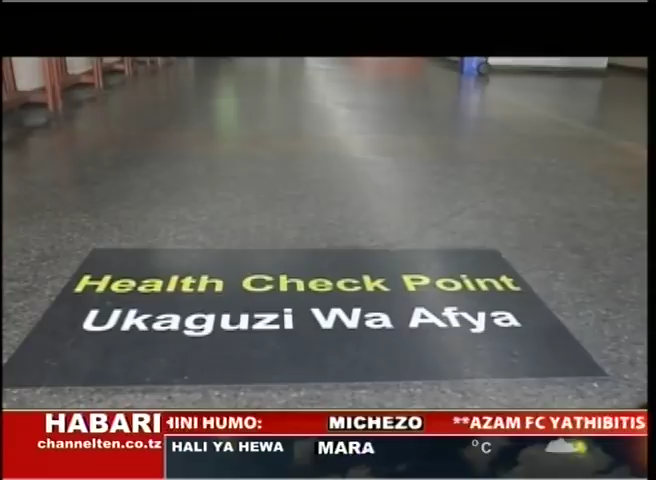 Health Check Point
Ukaguzi Wa Afya
HABARI
HINI HUMO:
MICHEZO
**AZAM FC YATHIBITIS
channelten.co.tz
HALI YA HEWA
MARA
°C